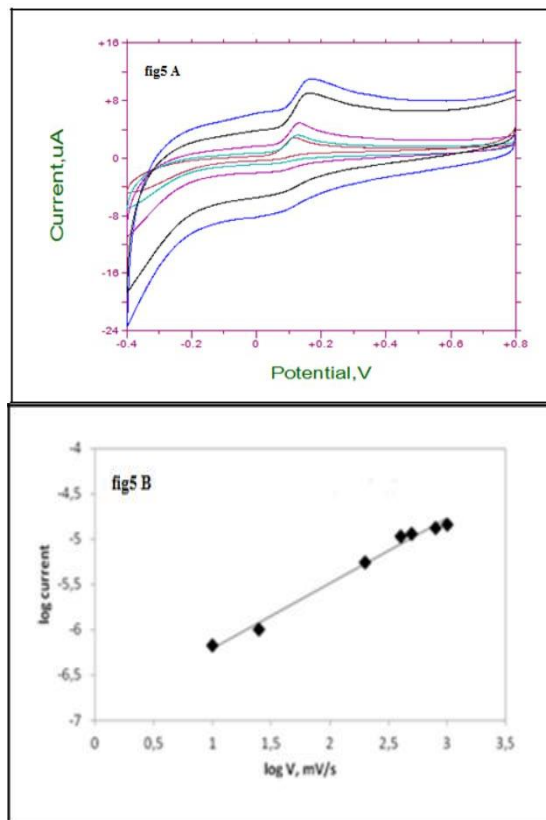 fig5 A
+16
+8
0
-8
-16
-24
Current,uA
-0.4 -0.2 0 +0.2 +0.4 +0.6 +0.8
Potential,V
fig5 B
-4
-4,5
-5
-5,5
-6
-6,5
-7
log current
0 0,5 1 1,5 2 2,5 3 3,5
log V, mV/s